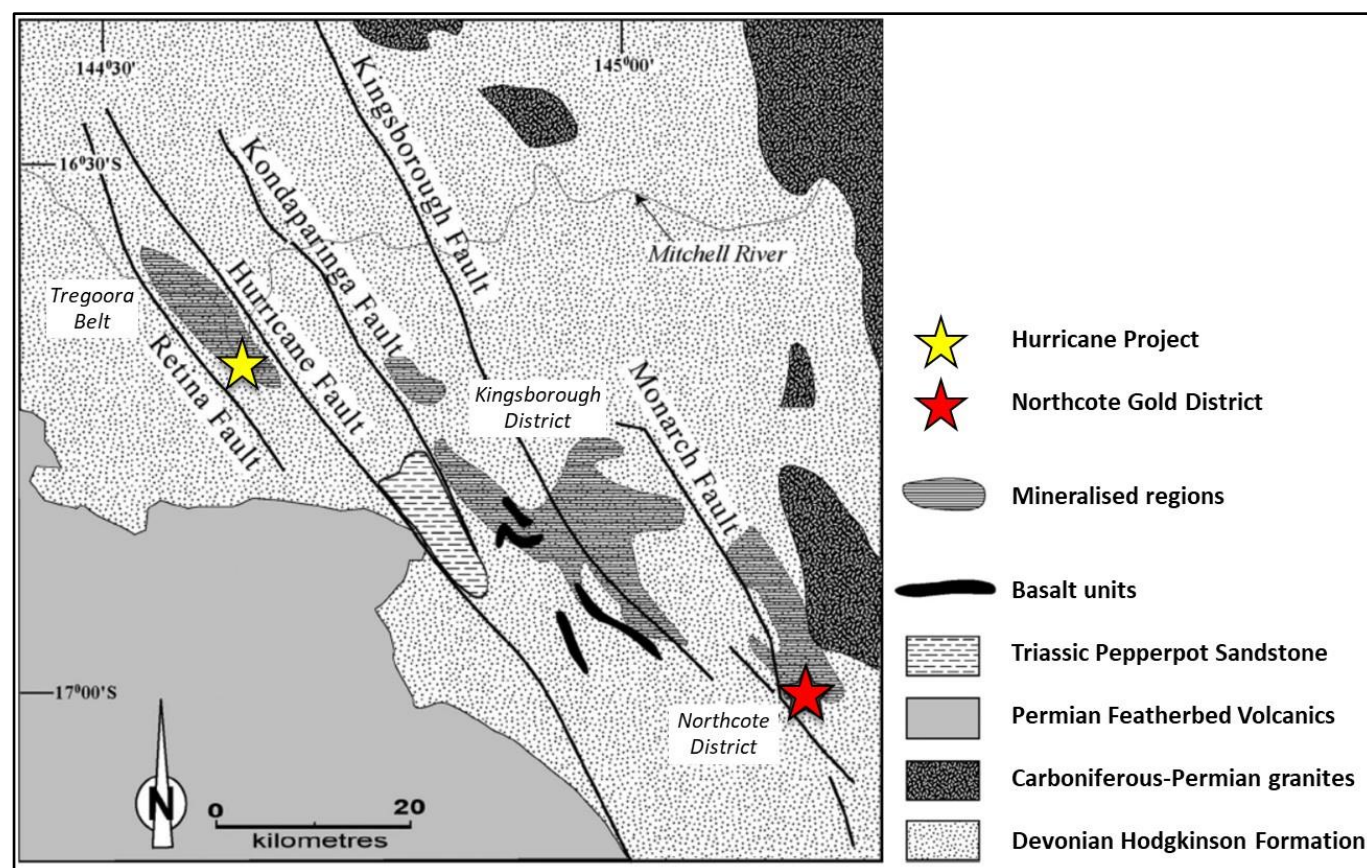 144°30'
145°00'
Kingsborough Fault
Kondaparinga Fault
16°30'S
Mitchell River
Tregoora
Belt
Hurricane Fault
Retina Fault
Kingsborough
District
Monarch Fault
17°00'S
Northcote
District
N
0 20
kilometres
Hurricane Project
Northcote Gold District
Mineralised regions
Basalt units
Triassic Pepperpot Sandstone
Permian Featherbed Volcanics
Carboniferous-Permian granites
Devonian Hodgkinson Formation